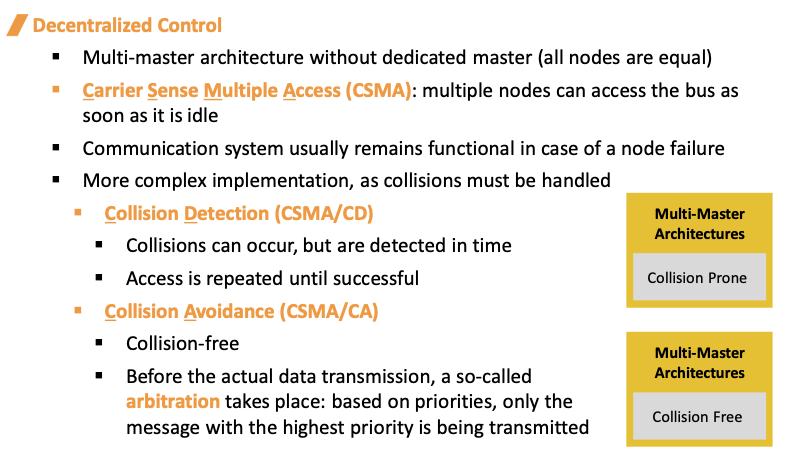 Decentralized Control
▪ Multi-master architecture without dedicated master (all nodes are equal)
▪ Carrier Sense Multiple Access (CSMA): multiple nodes can access the bus as
soon as it is idle
▪ Communication system usually remains functional in case of a node failure
▪ More complex implementation, as collisions must be handled
▪ Collision Detection (CSMA/CD)
▪ Collisions can occur, but are detected in time
▪ Access is repeated until successful
▪ Collision Avoidance (CSMA/CA)
▪ Collision-free
▪ Before the actual data transmission, a so-called
arbitration takes place: based on priorities, only the
message with the highest priority is being transmitted
Multi-Master
Architectures
Collision Prone
Multi-Master
Architectures
Collision Free